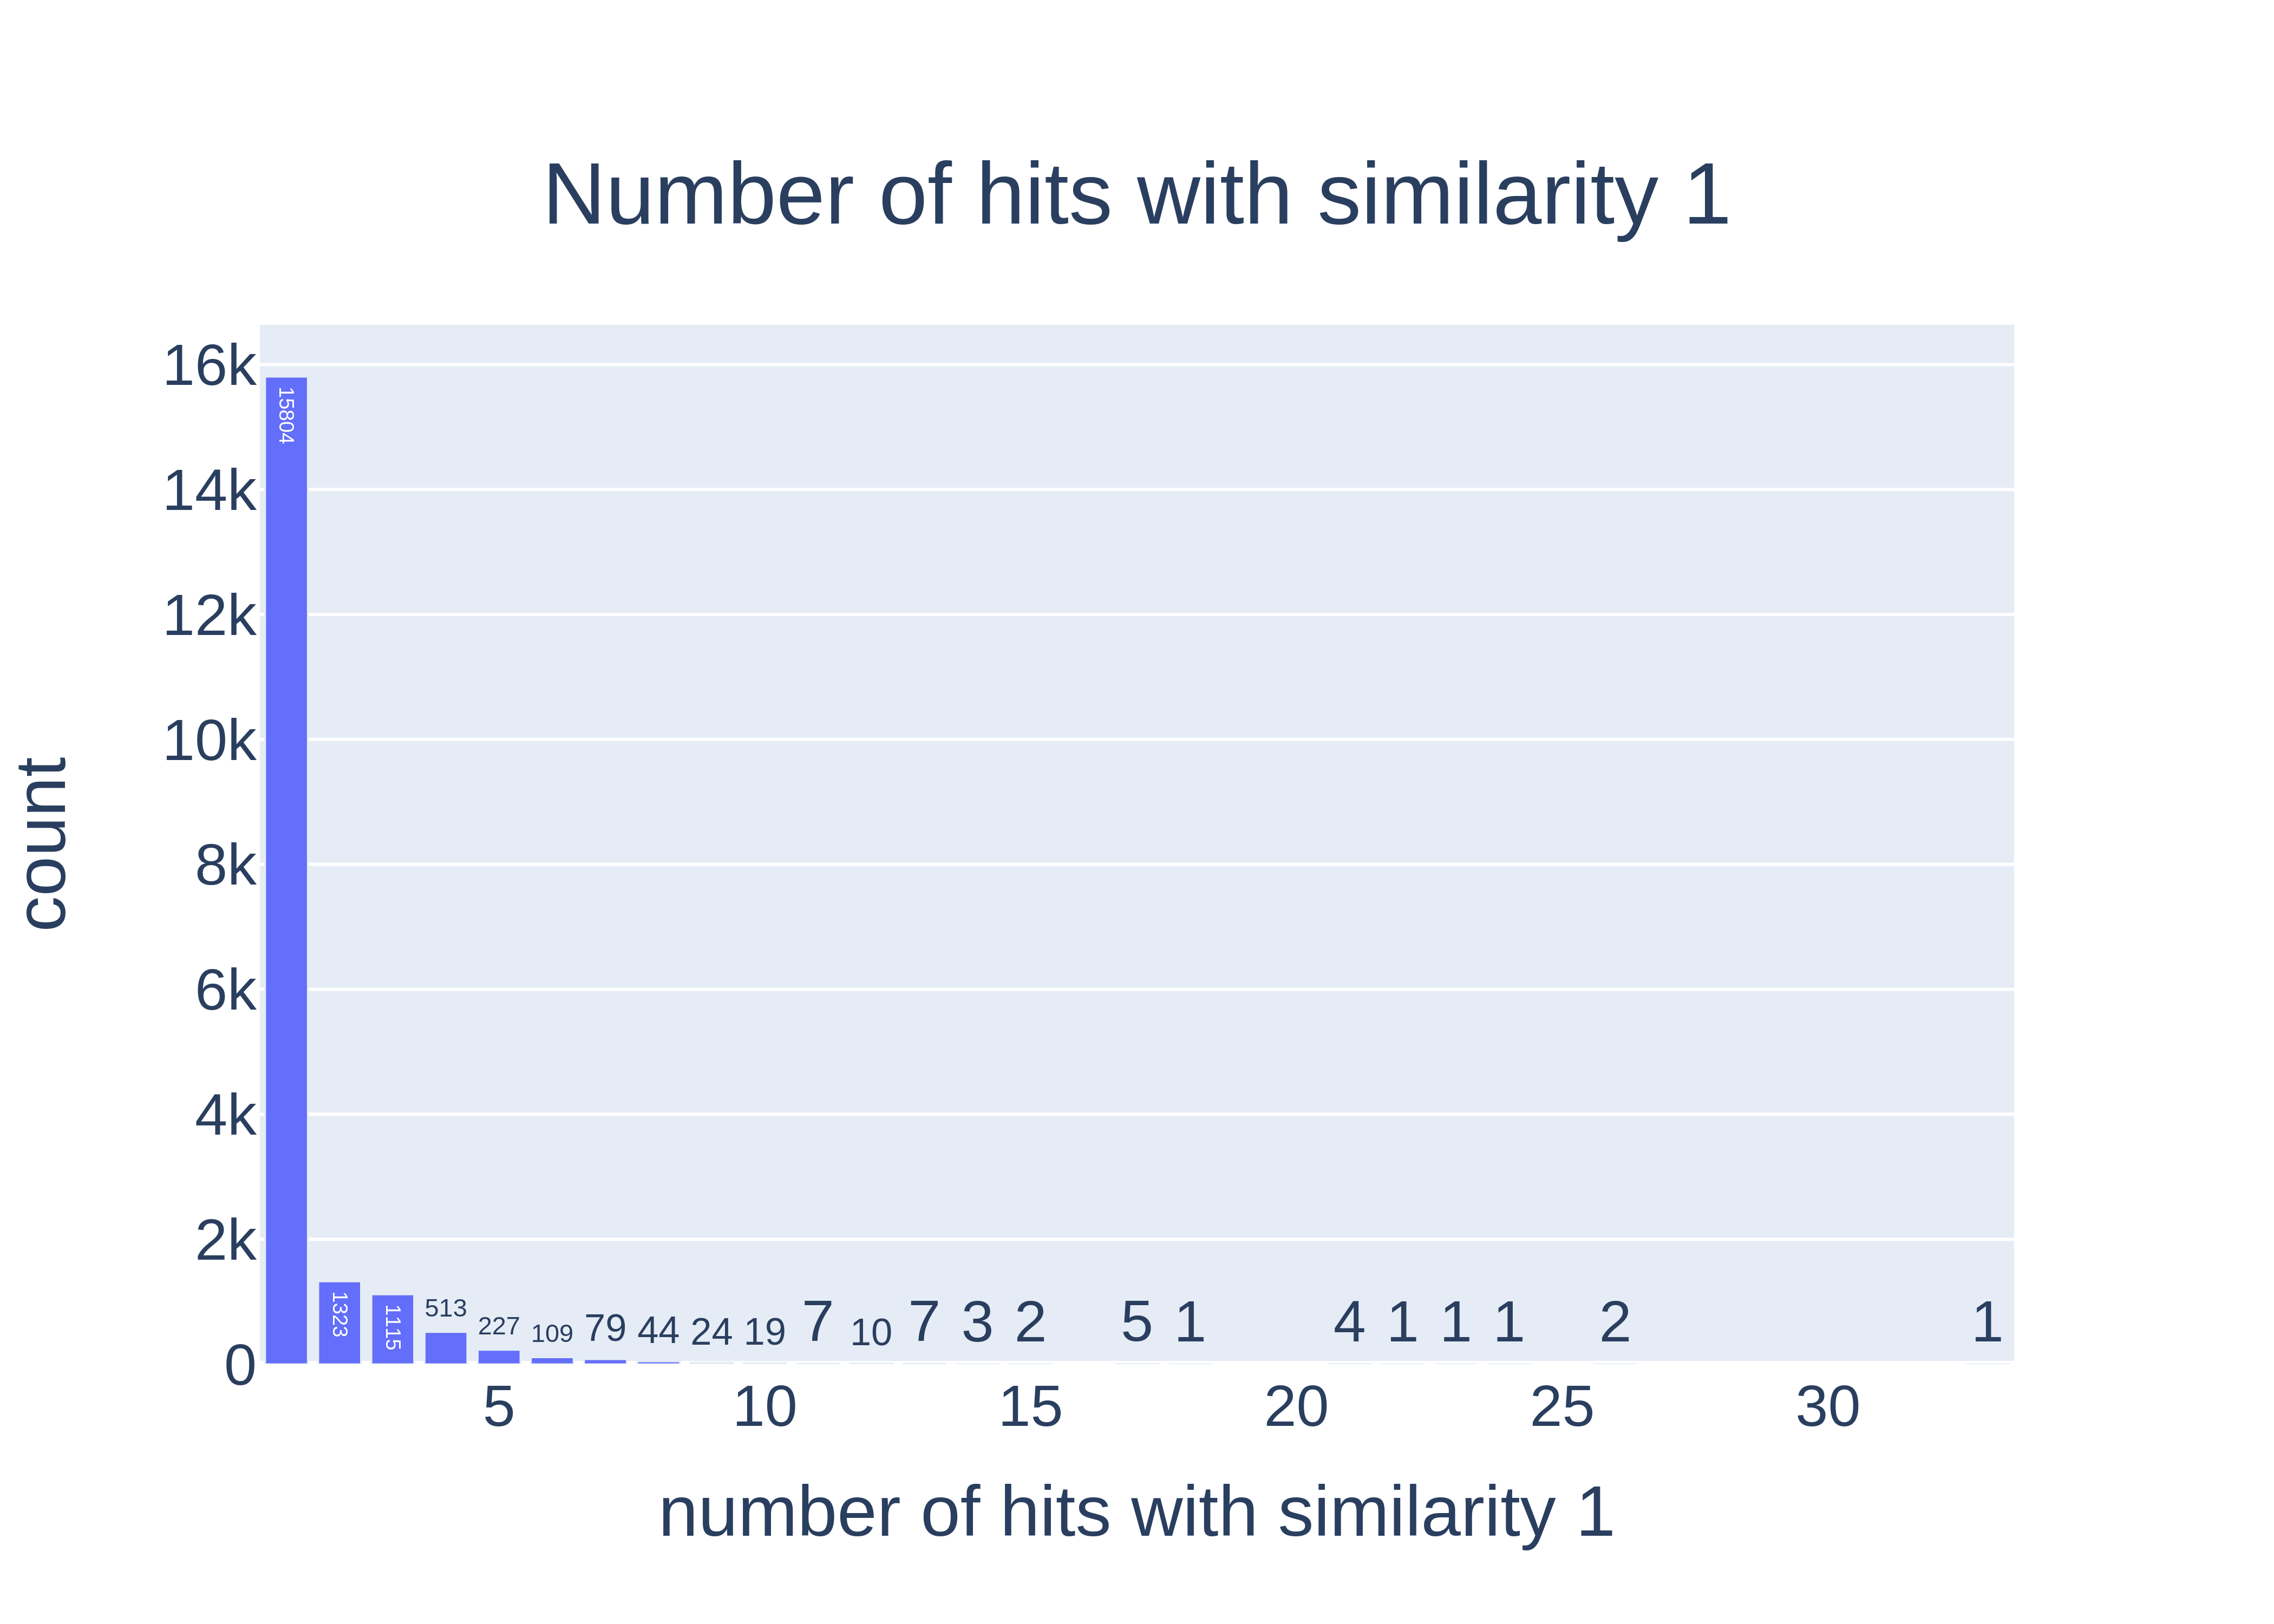 Number of hits with similarity 1
16k
14k
12k
10k
8k
6k
4k
2k
0
count
15804
1323
1115
513
227
109
79
44
24
19
7
10
7
3
2
5
1
4
1
1
1
2
1
5 10 15 20 25 30
number of hits with similarity 1